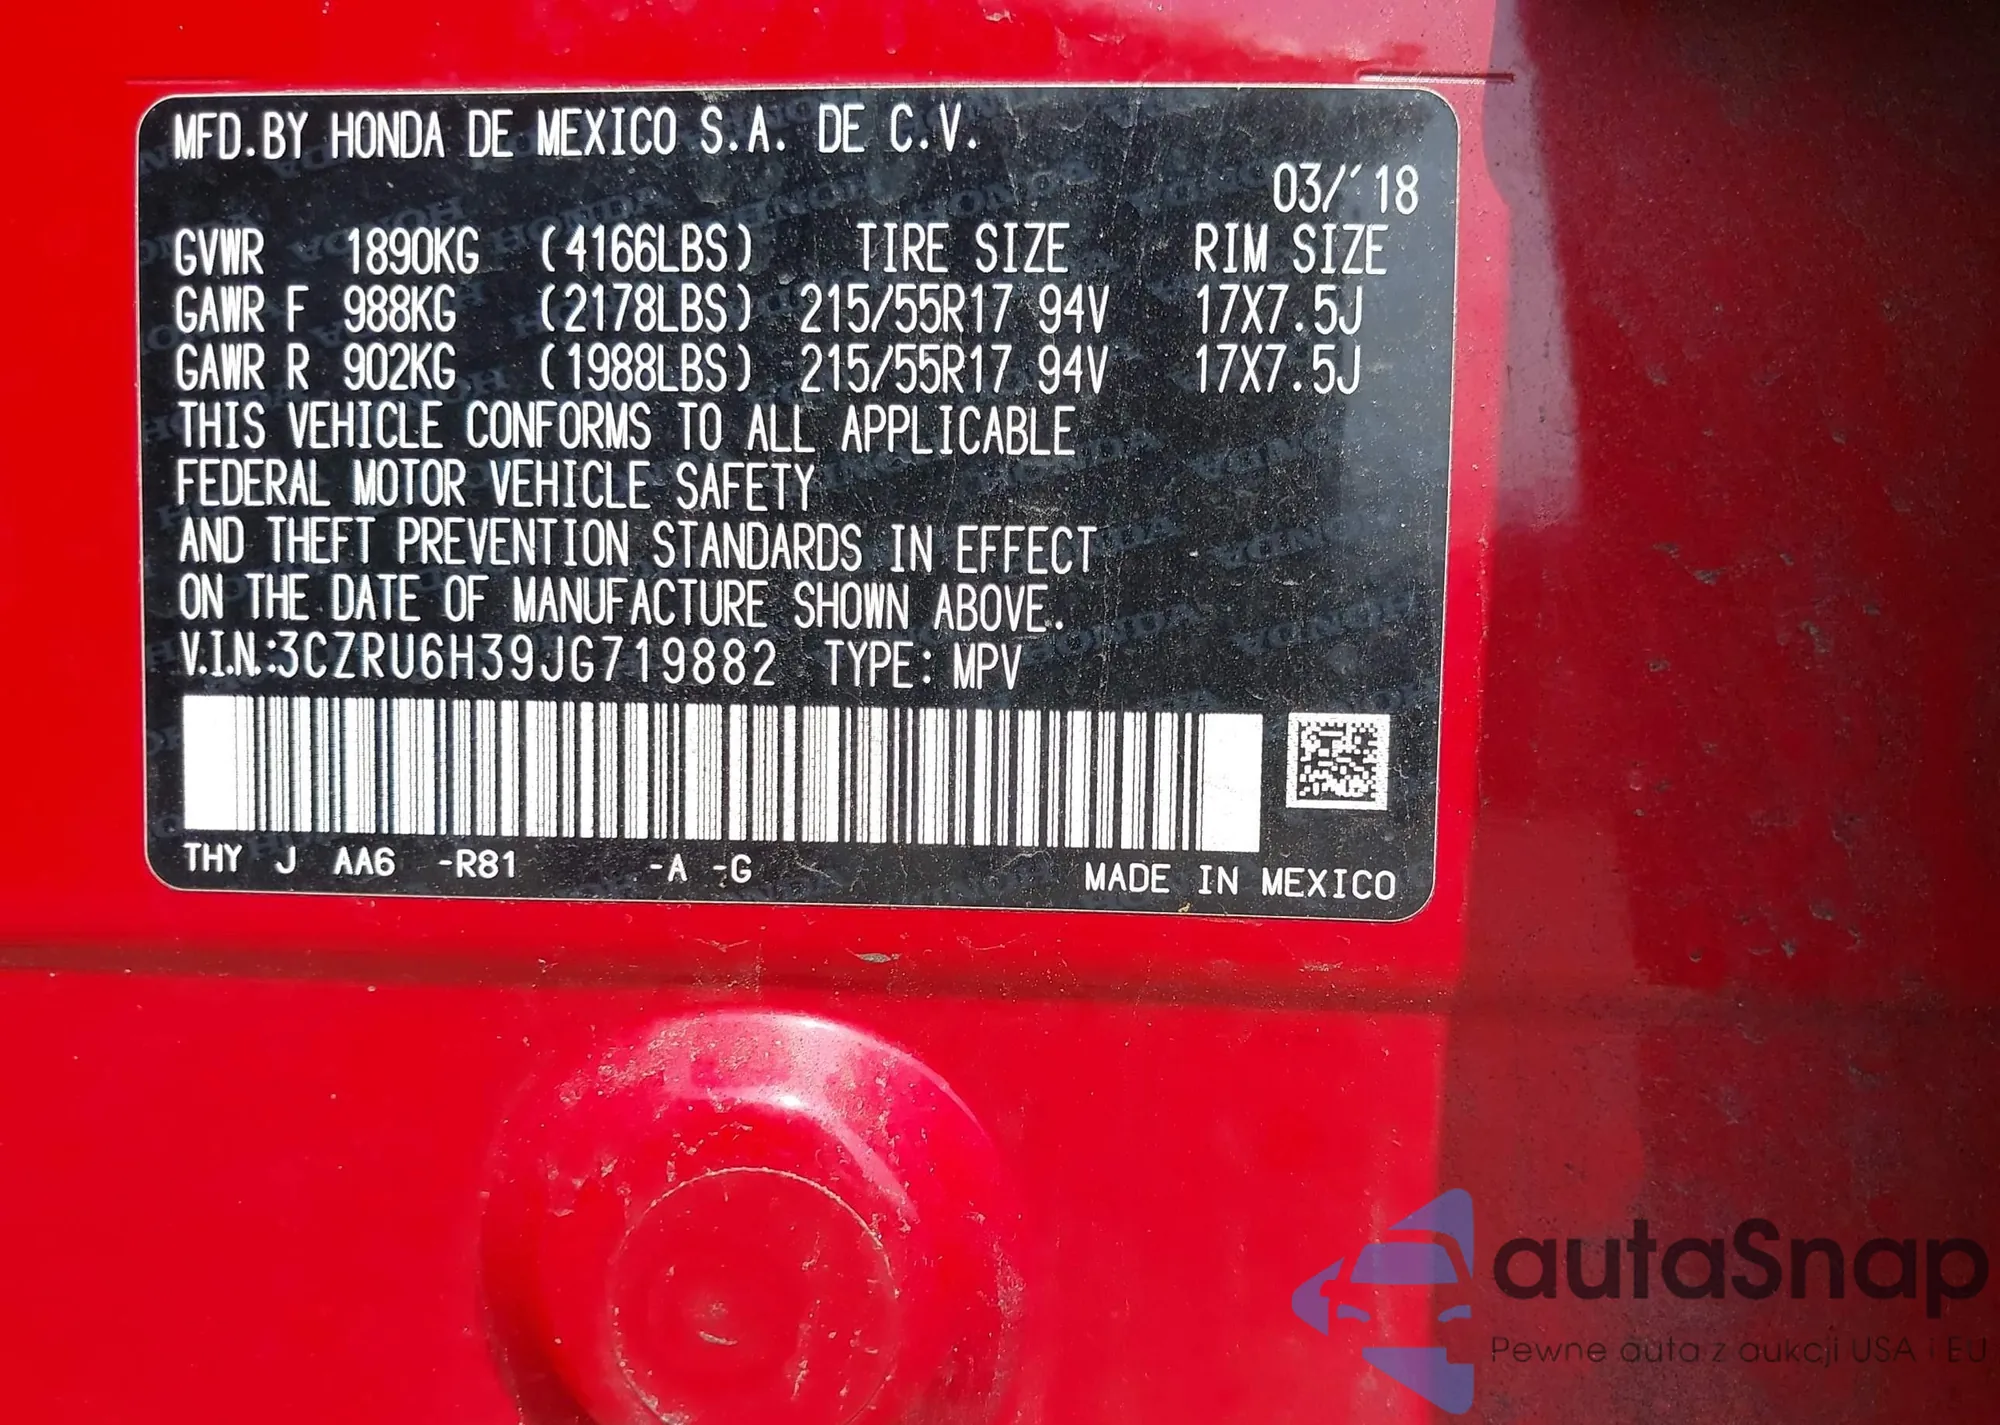 MFD.BY HONDA DE MEXICO S.A. DE C.V.
03/´18
GVWR 1890KG (4166LBS) TIRE SIZE RIM SIZE
GAWR F 988KG (2178LBS) 215/55R17 94V 17X7.5J
GAWR R 902KG (1988LBS) 215/55R17 94V 17X7.5J
THIS VEHICLE CONFORMS TO ALL APPLICABLE
FEDERAL MOTOR VEHICLE SAFETY
AND THEFT PREVENTION STANDARDS IN EFFECT
ON THE DATE OF MANUFACTURE SHOWN ABOVE.
V.I.N.:3CZRU6H39JG719882 TYPE: MPV
THY J AA6 -R81 -A -G
MADE IN MEXICO
autaSnap
Pewne auta z aukcji USA i EU